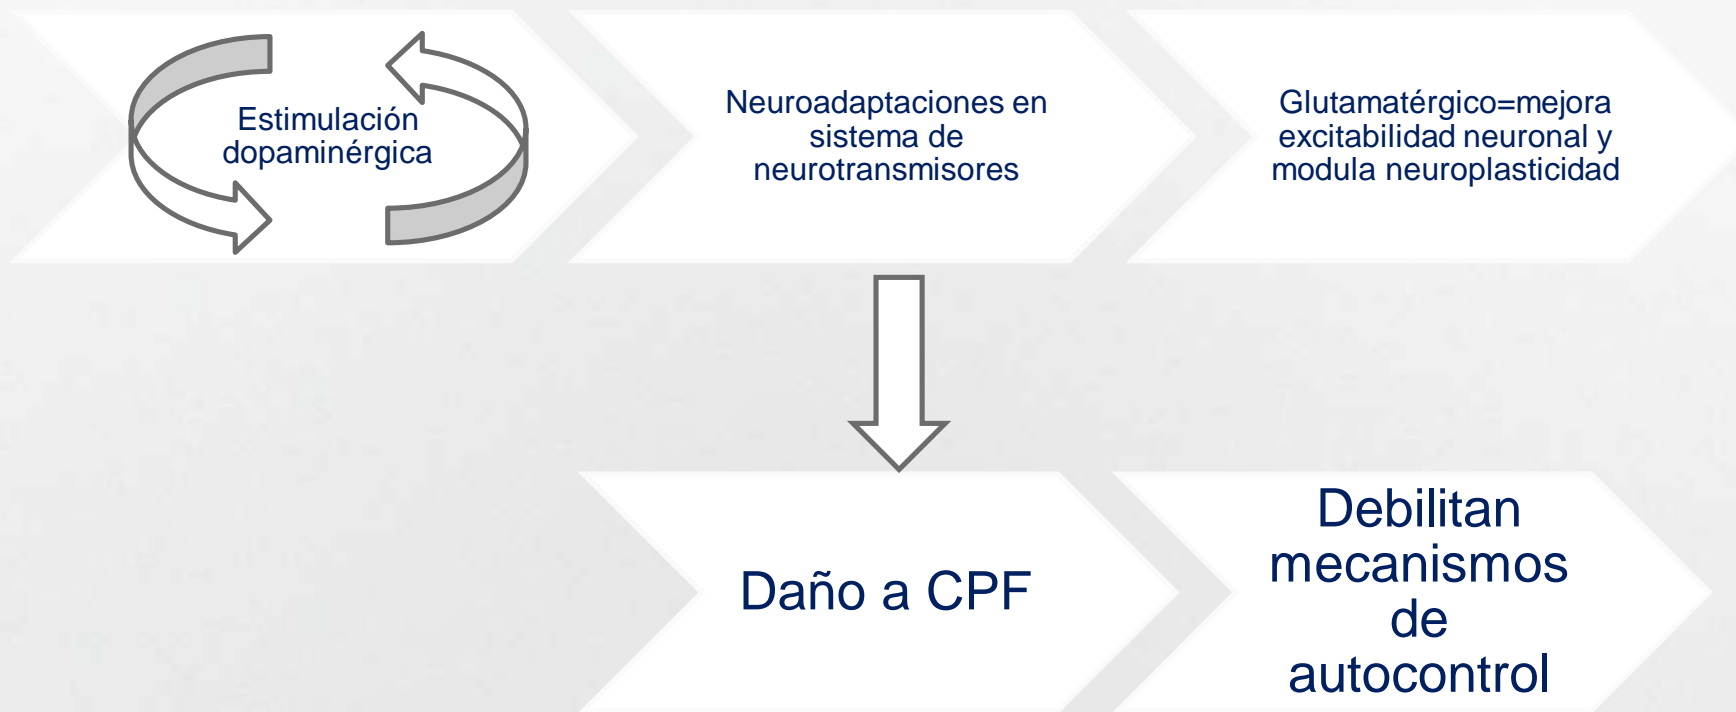 Estimulación
dopaminérgica
Neuroadaptaciones en
sistema de
neurotransmisores
Glutamatérgico=mejora
excitabilidad neuronal y
modula neuroplasticidad
Daño a CPF
Debilitan
mecanismos
de
autocontrol